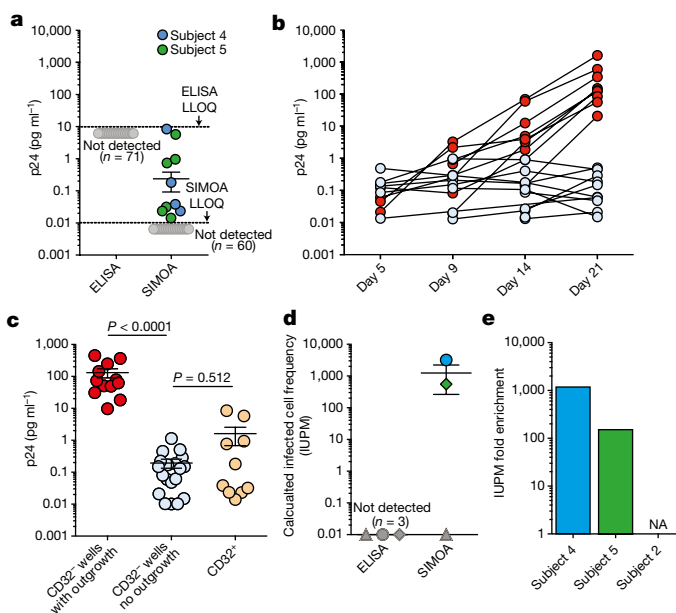 a
10,000
1,000
100
10
1
0.1
0.01
0.001
p24 (pg ml⁻¹)
Subject 4
Subject 5
ELISA
LLOQ
Not detected
(n = 71)
SIMOA
LLOQ
Not detected
(n = 60)
ELISA
SIMOA
b
10,000
1,000
100
10
1
0.1
0.01
0.001
p24 (pg ml⁻¹)
Day 5
Day 9
Day 14
Day 21
c
P < 0.0001
P = 0.512
1,000
100
10
1
0.1
0.01
0.001
p24 (pg ml⁻¹)
CD32⁻ wells
with outgrowth
CD32⁻ wells
no outgrowth
CD32⁺
d
10,000
1,000
100
10
1
0.1
0.01
Calcualted infected cell frequency
(IUPM)
Not detected
(n = 3)
ELISA
SIMOA
e
10,000
1,000
100
10
1
IUPM fold enrichment
NA
Subject 4
Subject 5
Subject 2